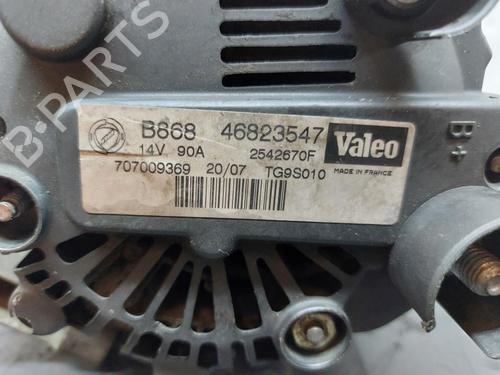 B868 46823547
14V 90A 2542670F
707009369 20/07 TG9S010
Valeo
MADE IN FRANCE
B+
B-PARTS